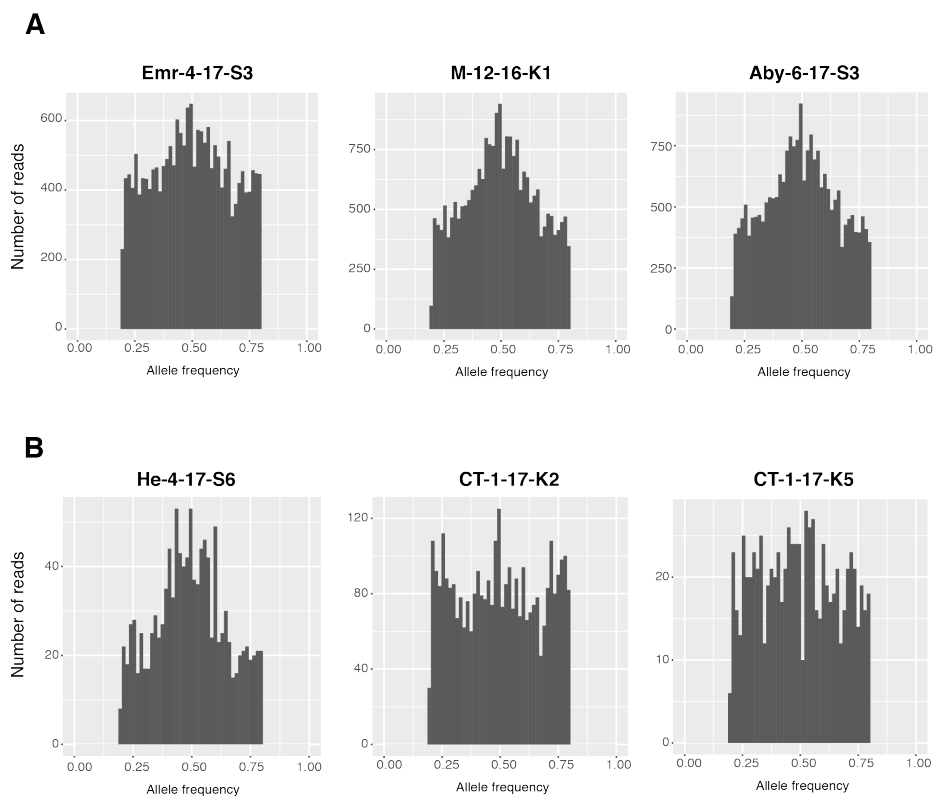 A
Emr-4-17-S3 M-12-16-K1 Aby-6-17-S3
Number of reads
600 400 200 0
750 500 250 0
750 500 250 0
0.00 0.25 0.50 0.75 1.00 0.00 0.25 0.50 0.75 1.00 0.00 0.25 0.50 0.75 1.00
Allele frequency Allele frequency Allele frequency
B
He-4-17-S6 CT-1-17-K2 CT-1-17-K5
Number of reads
40 20 0
120 80 40 0
20 10 0
0.00 0.25 0.50 0.75 1.00 0.00 0.25 0.50 0.75 1.00 0.00 0.25 0.50 0.75 1.00
Allele frequency Allele frequency Allele frequency